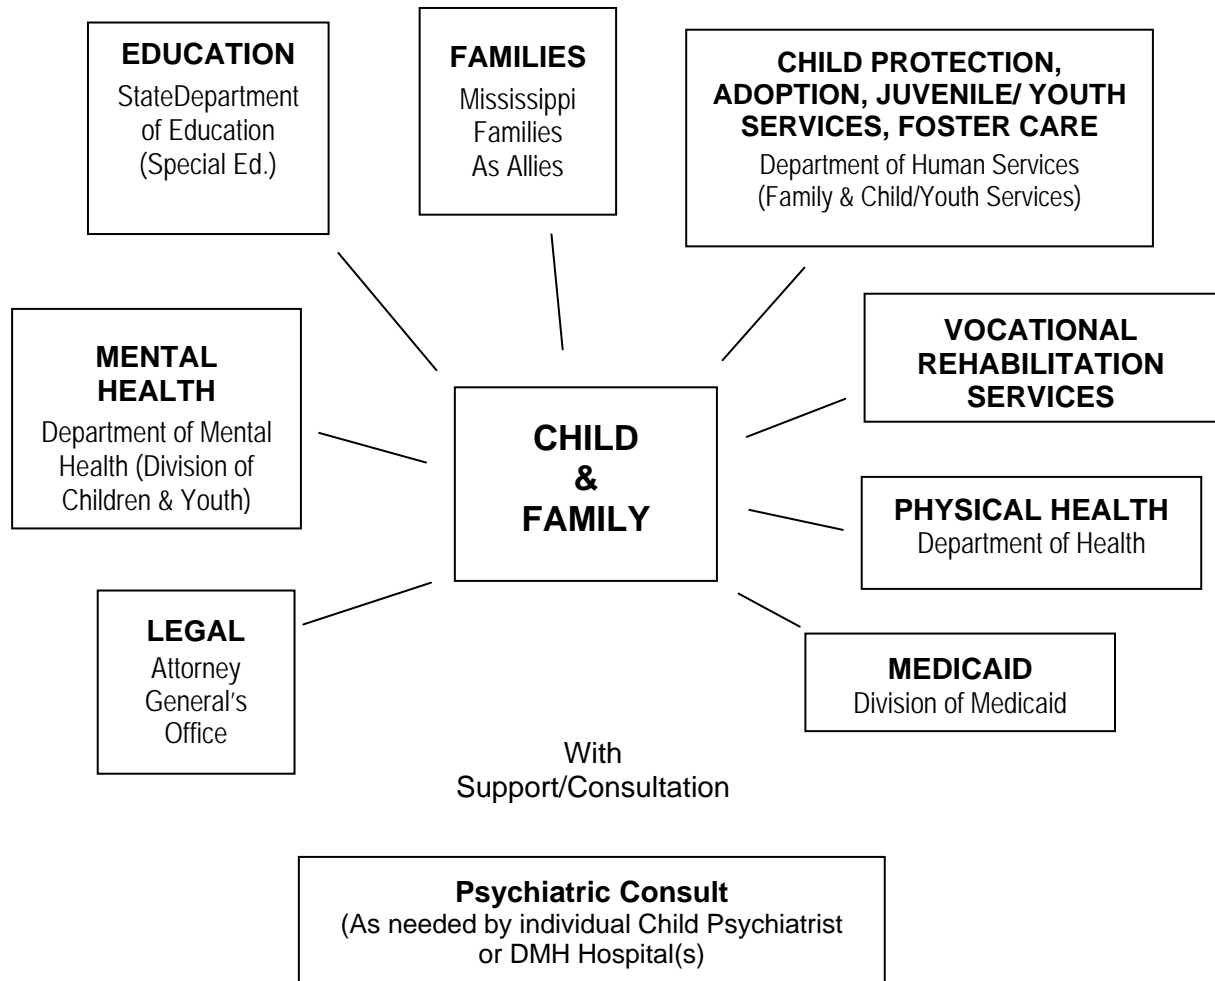 EDUCATION
StateDepartment
of Education
(Special Ed.)
FAMILIES
Mississippi
Families
As Allies
CHILD PROTECTION,
ADOPTION, JUVENILE/ YOUTH
SERVICES, FOSTER CARE
Department of Human Services
(Family & Child/Youth Services)
MENTAL
HEALTH
Department of Mental
Health (Division of
Children & Youth)
CHILD
&
FAMILY
VOCATIONAL
REHABILITATION
SERVICES
PHYSICAL HEALTH
Department of Health
LEGAL
Attorney
General's
Office
MEDICAID
Division of Medicaid
With
Support/Consultation
Psychiatric Consult
(As needed by individual Child Psychiatrist
or DMH Hospital(s)